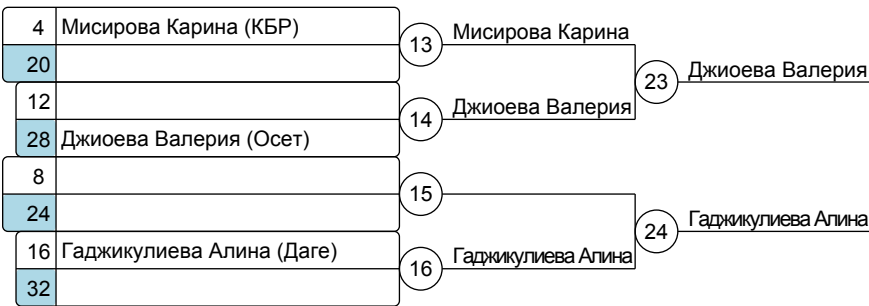 4 Мисирова Карина (КБР)
20
12
28 Джиоева Валерия (Осет)
8
24
16 Гаджикулиева Алина (Даге)
32
13 Мисирова Карина
14 Джиоева Валерия
15
16 Гаджикулиева Алина
23 Джиоева Валерия
24 Гаджикулиева Алина